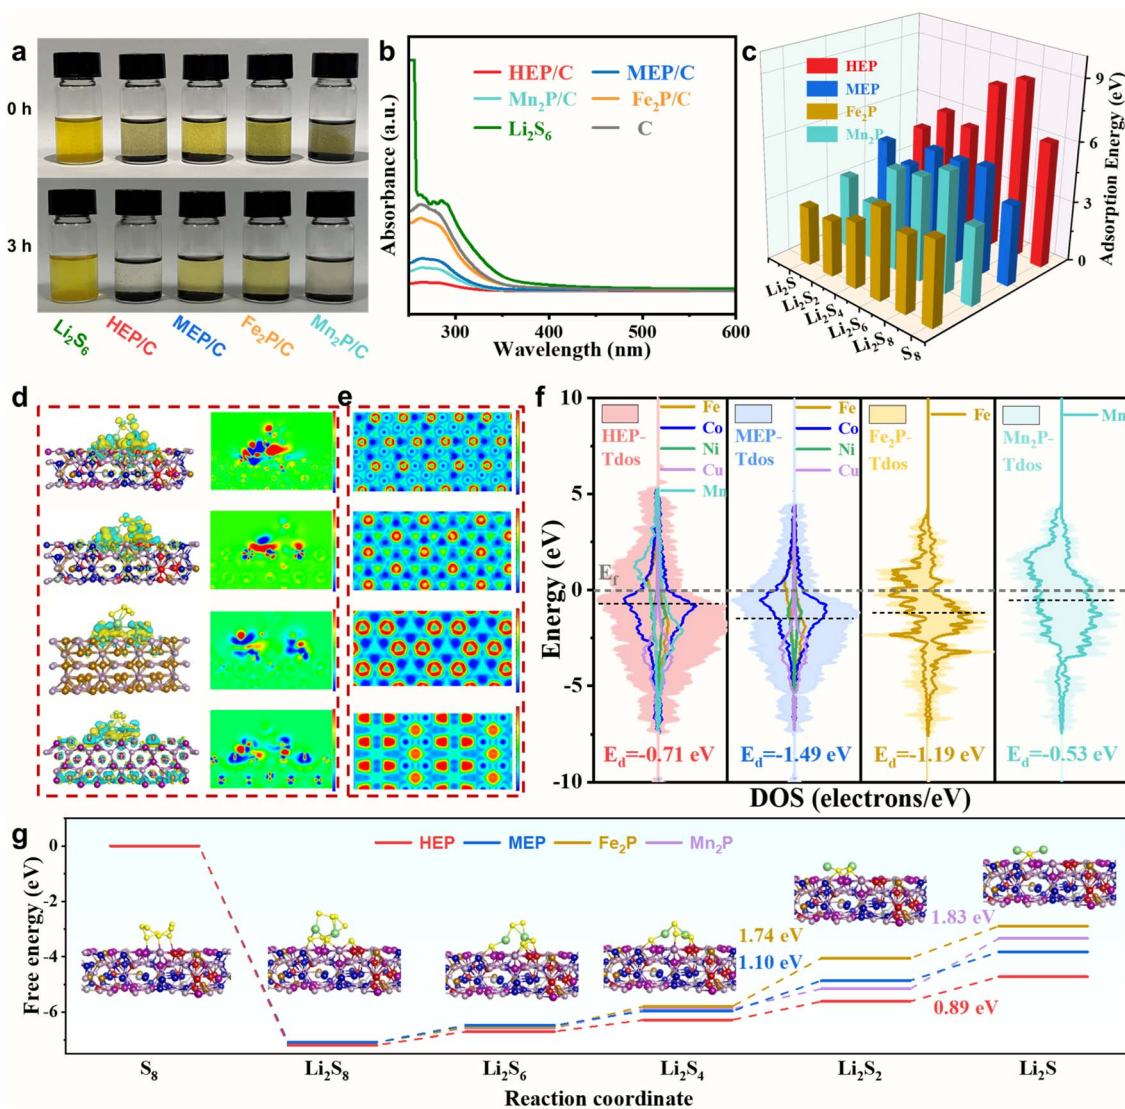 a
0 h
3 h
Li2S6
HEP/C
MEP/C
Fe2P/C
Mn2P/C
b
HEP/C
MEP/C
Mn2P/C
Fe2P/C
Li2S6
C
Absorbance (a.u.)
300
400
500
600
Wavelength (nm)
c
HEP
MEP
Fe2P
Mn2P
9
6
3
0
Adsorption Energy (eV)
Li2S
Li2S2
Li2S4
Li2S6
Li2S8
S8
d
e
f
10
5
0
-5
-10
Energy (eV)
Ef
HEP-
Tdos
Fe
Co
Ni
Cu
Mn
Ed=-0.71 eV
MEP-
Tdos
Fe
Co
Ni
Cu
Ed=-1.49 eV
Fe2P-
Tdos
Fe
Ed=-1.19 eV
Mn2P-
Tdos
Mn
Ed=-0.53 eV
DOS (electrons/eV)
g
HEP
MEP
Fe2P
Mn2P
0
-2
-4
-6
Free energy (eV)
1.74 eV
1.10 eV
1.83 eV
0.89 eV
S8
Li2S8
Li2S6
Li2S4
Li2S2
Li2S
Reaction coordinate